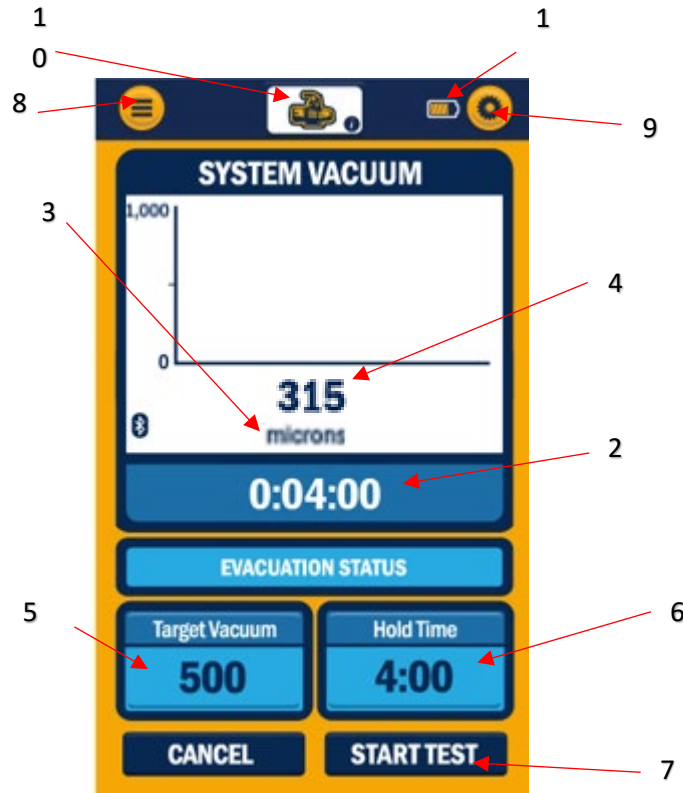 1
0
1
8
9
SYSTEM VACUUM
1,000
3
4
0
315
microns
2
0:04:00
EVACUATION STATUS
5
6
Target Vacuum
Hold Time
500
4:00
CANCEL
START TEST
7